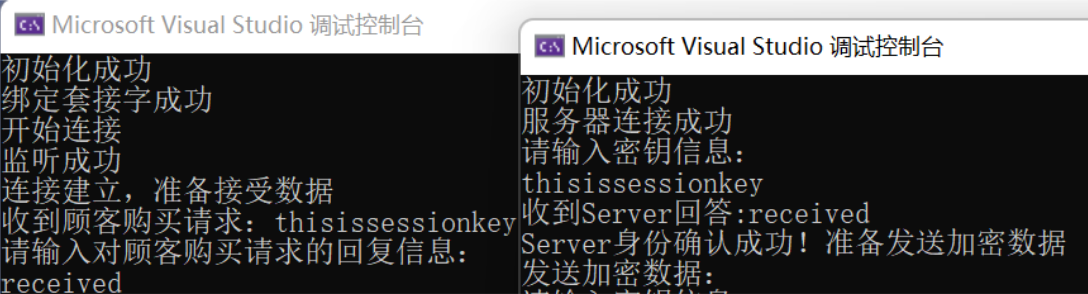 Microsoft Visual Studio 调试控制台
初始化成功
绑定套接字成功
开始连接
监听成功
连接建立，准备接受数据
收到顾客购买请求：thisissessionkey
请输入对顾客购买请求的回复信息：
received
Microsoft Visual Studio 调试控制台
初始化成功
服务器连接成功
请输入密钥信息：
thisissessionkey
收到Server回答:received
Server身份确认成功！准备发送加密数据
发送加密数据：